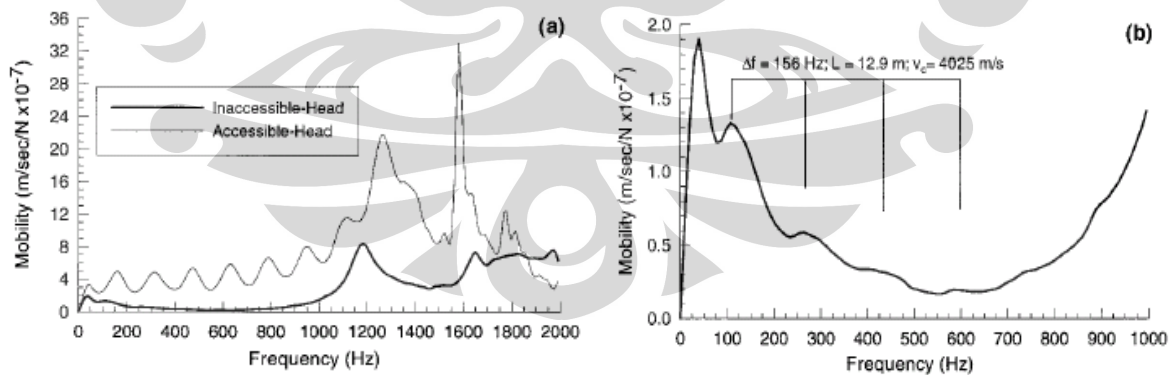 (a)
36
32
28
24
20
16
12
8
4
0
Mobility (m/sec/N x10-7)
Inaccessible-Head
Accessible-Head
0 200 400 600 800 1000 1200 1400 1600 1800 2000
Frequency (Hz)
(b)
2.0
1.5
1.0
0.5
0.0
Mobility (m/sec/N x10-7)
Δf = 156 Hz; L = 12.9 m; vc= 4025 m/s
0 100 200 300 400 500 600 700 800 900 1000
Frequency (Hz)